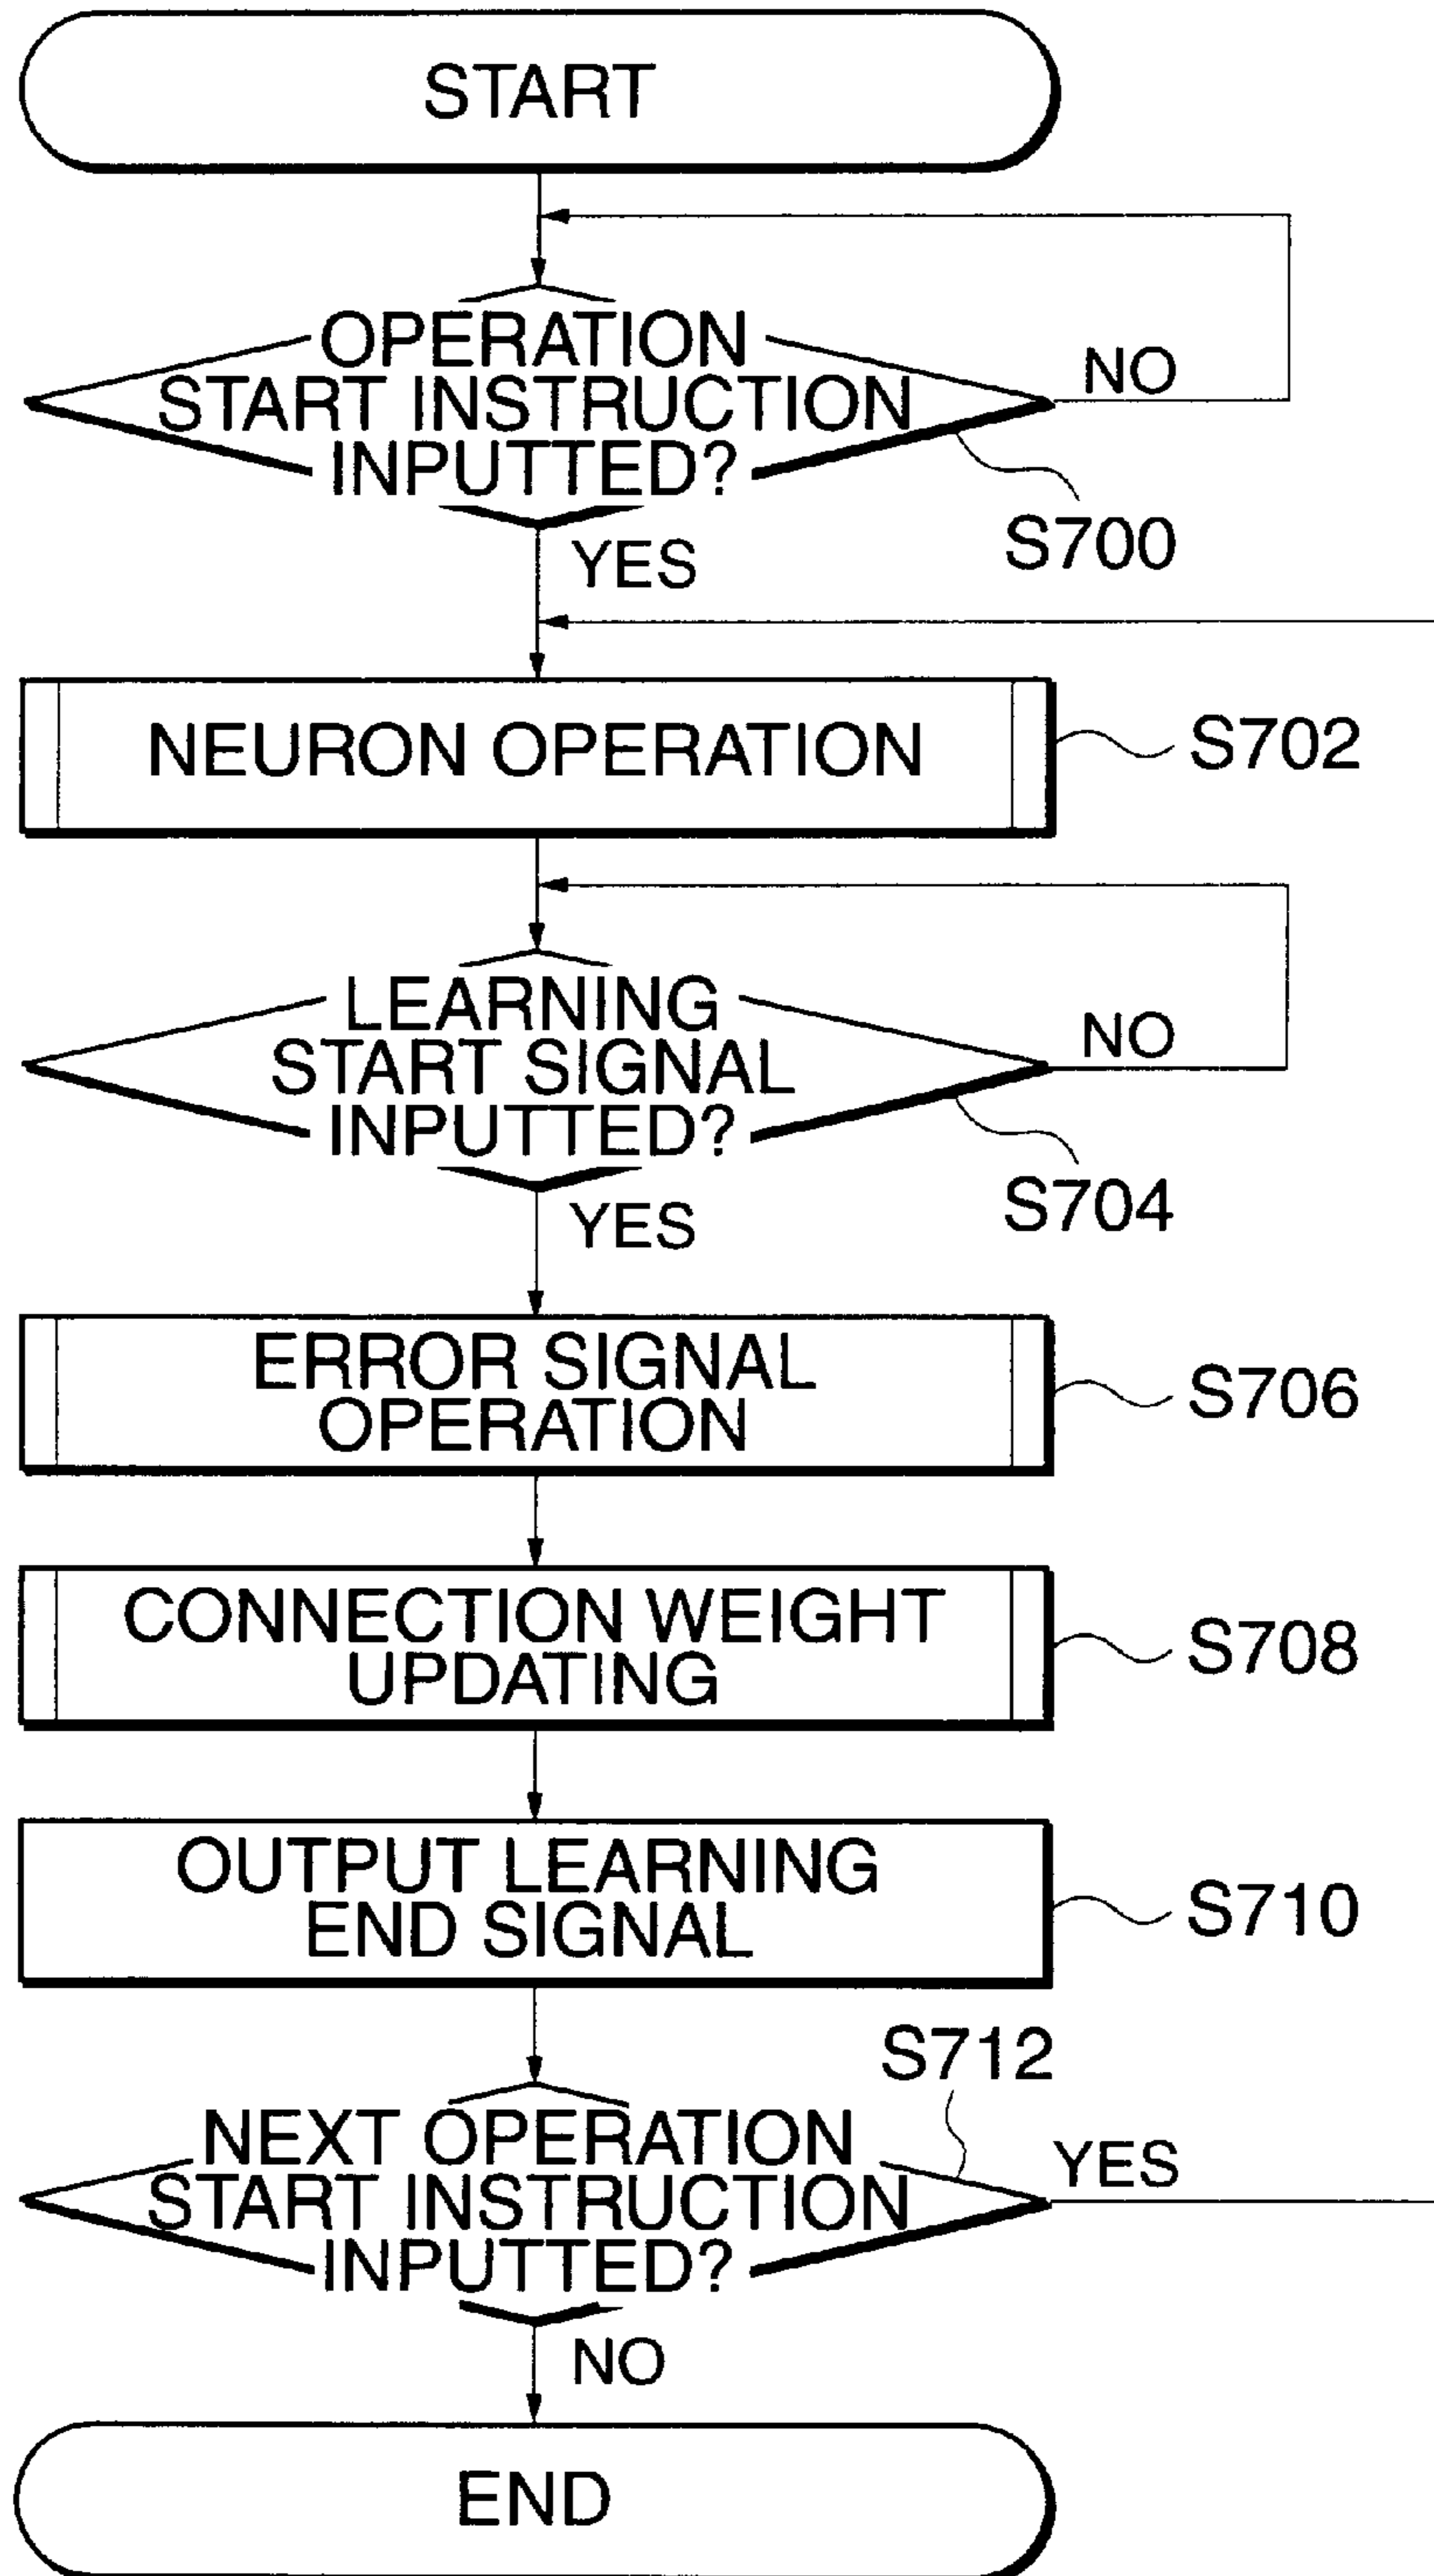 START
OPERATION
START INSTRUCTION
INPUTTED?
NO
S700
YES
NEURON OPERATION
S702
LEARNING
START SIGNAL
INPUTTED?
NO
S704
YES
ERROR SIGNAL
OPERATION
S706
CONNECTION WEIGHT
UPDATING
S708
OUTPUT LEARNING
END SIGNAL
S710
S712
NEXT OPERATION
START INSTRUCTION
INPUTTED?
YES
NO
END